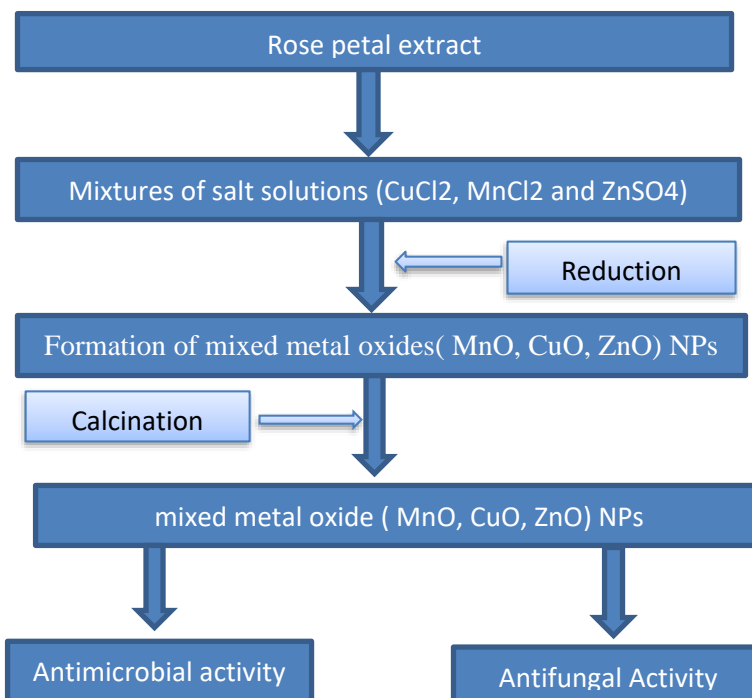 Rose petal extract
Mixtures of salt solutions (CuCl2, MnCl2 and ZnSO4)
Reduction
Formation of mixed metal oxides( MnO, CuO, ZnO) NPs
Calcination
mixed metal oxide ( MnO, CuO, ZnO) NPs
Antimicrobial activity
Antifungal Activity